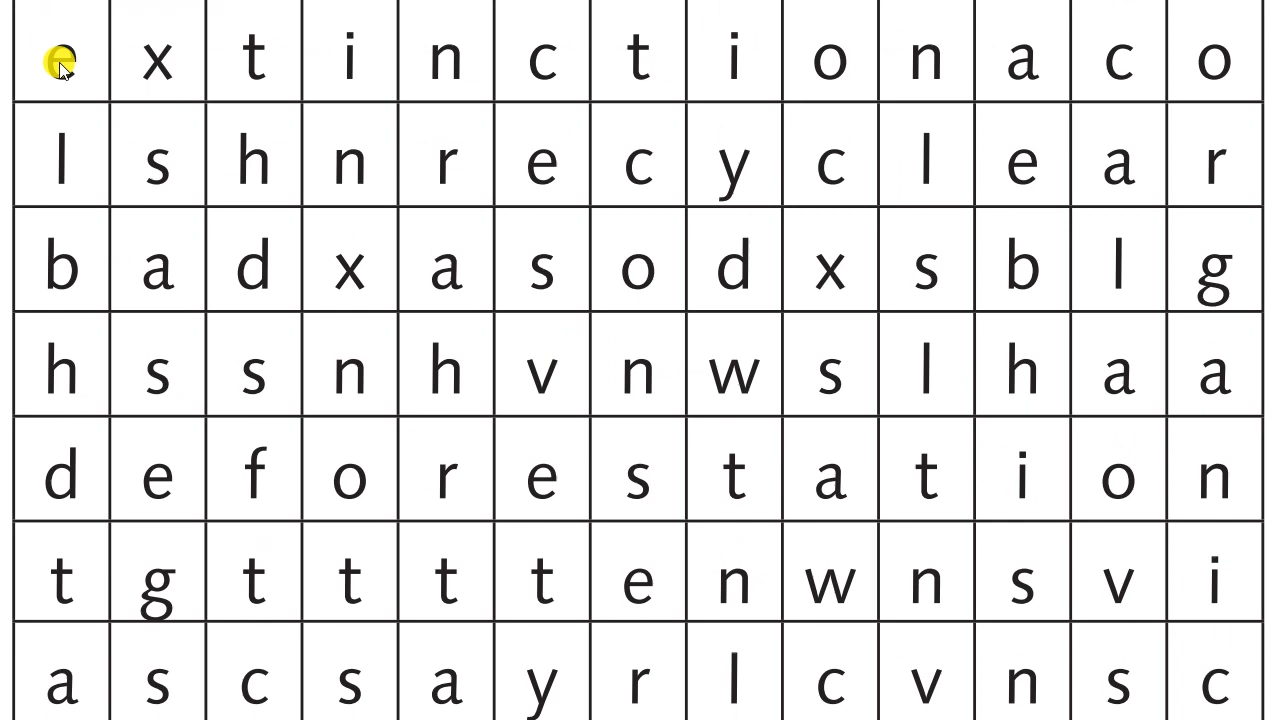 e x t i n c t i o n a c o
l s h n r e c y c l e a r
b a d x a s o d x s b l g
h s s n h v n w s l h a a
d e f o r e s t a t i o n
t g t t t t e n w n s v i
a s c s a y r l c v n s c